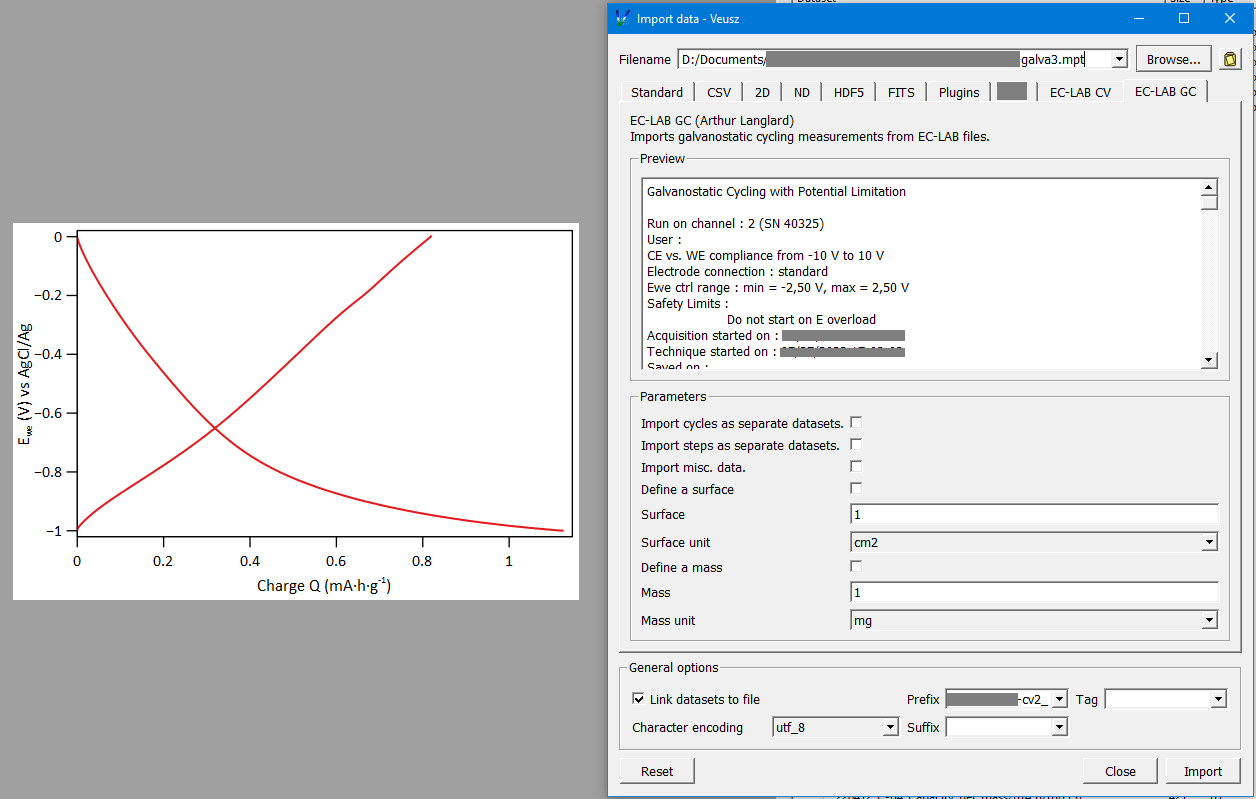 Dataset
Size
Type
Import data - Veusz
Filename D:/Documents/ galva3.mpt Browse...
Standard CSV 2D ND HDF5 FITS Plugins EC-LAB CV EC-LAB GC
EC-LAB GC (Arthur Langlard)
Imports galvanostatic cycling measurements from EC-LAB files.
Preview
Galvanostatic Cycling with Potential Limitation
Run on channel : 2 (SN 40325)
User :
CE vs. WE compliance from -10 V to 10 V
Electrode connection : standard
Ewe ctrl range : min = -2,50 V, max = 2,50 V
Safety Limits :
Do not start on E overload
Acquisition started on :
Technique started on :
Saved on :
Parameters
Import cycles as separate datasets.
Import steps as separate datasets.
Import misc. data.
Define a surface
Surface 1
Surface unit cm2
Define a mass
Mass 1
Mass unit mg
General options
Link datasets to file Prefix -cv2_ Tag
Character encoding utf_8 Suffix
Reset Close Import
0
−0.2
−0.4
−0.6
−0.8
−1
Ewe (V) vs AgCl/Ag
0 0.2 0.4 0.6 0.8 1
Charge Q (mA·h·g-1)